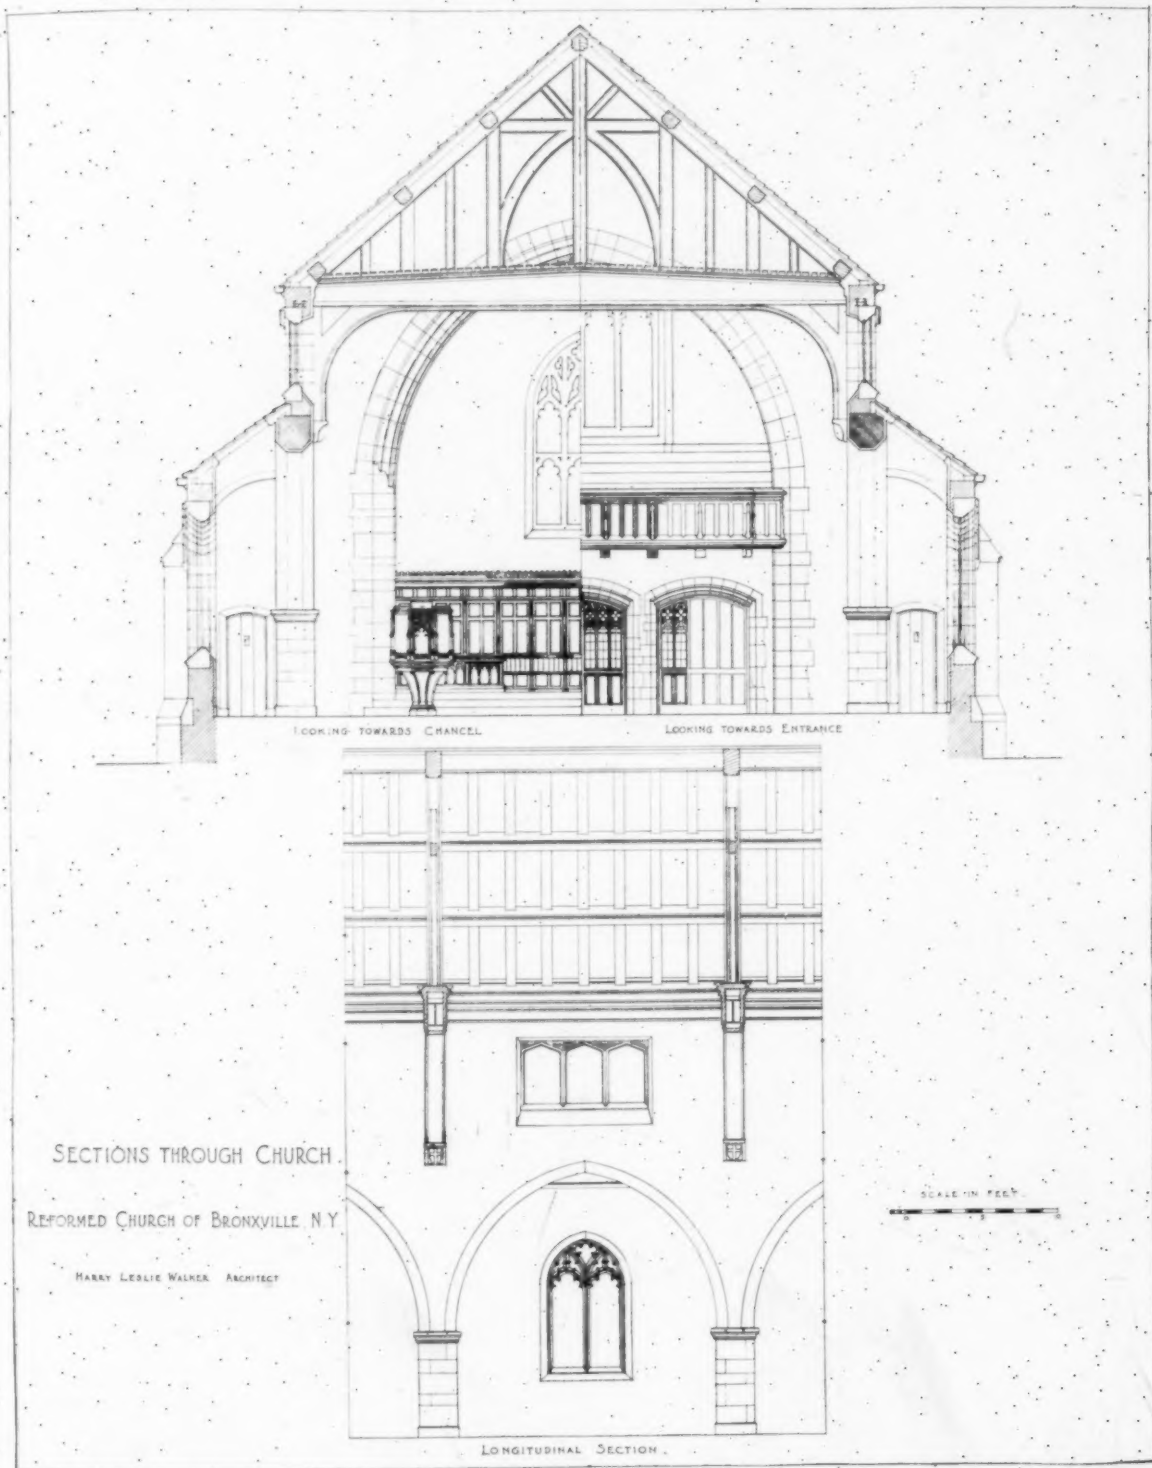 LOOKING TOWARDS CHANCEL
LOOKING TOWARDS ENTRANCE
SECTIONS THROUGH CHURCH.
REFORMED CHURCH OF BRONXVILLE, N.Y.
HARRY LESLIE WALKER ARCHITECT
SCALE IN FEET.
LONGITUDINAL SECTION.